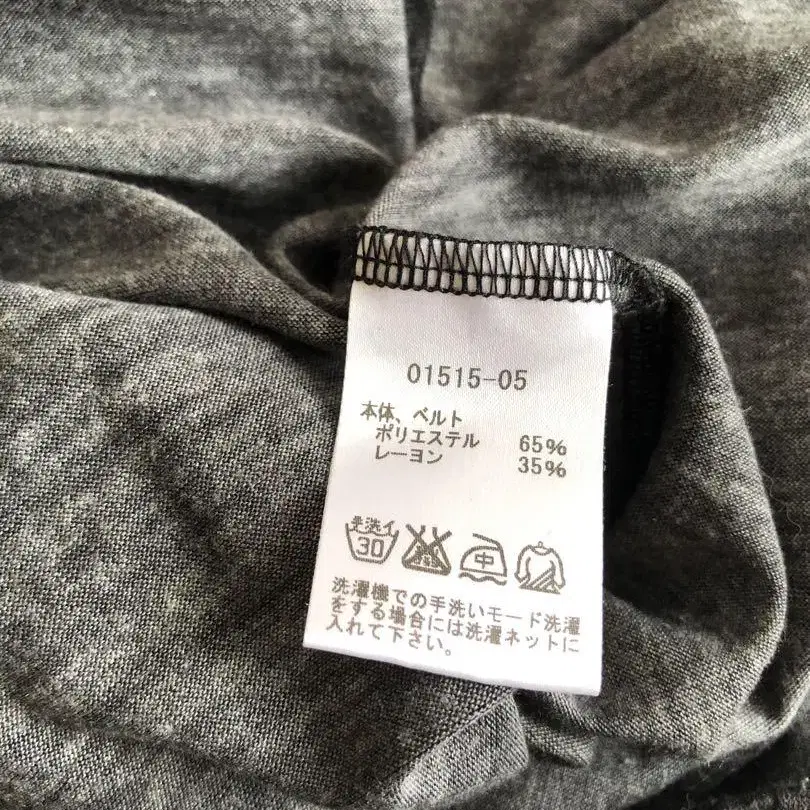 01515-05
本体、ベルト
ポリエステル 65%
レーヨン 35%
手洗イ
30
中
洗濯機での手洗いモード洗濯
をする場合には洗濯ネットに
入れて下さい。